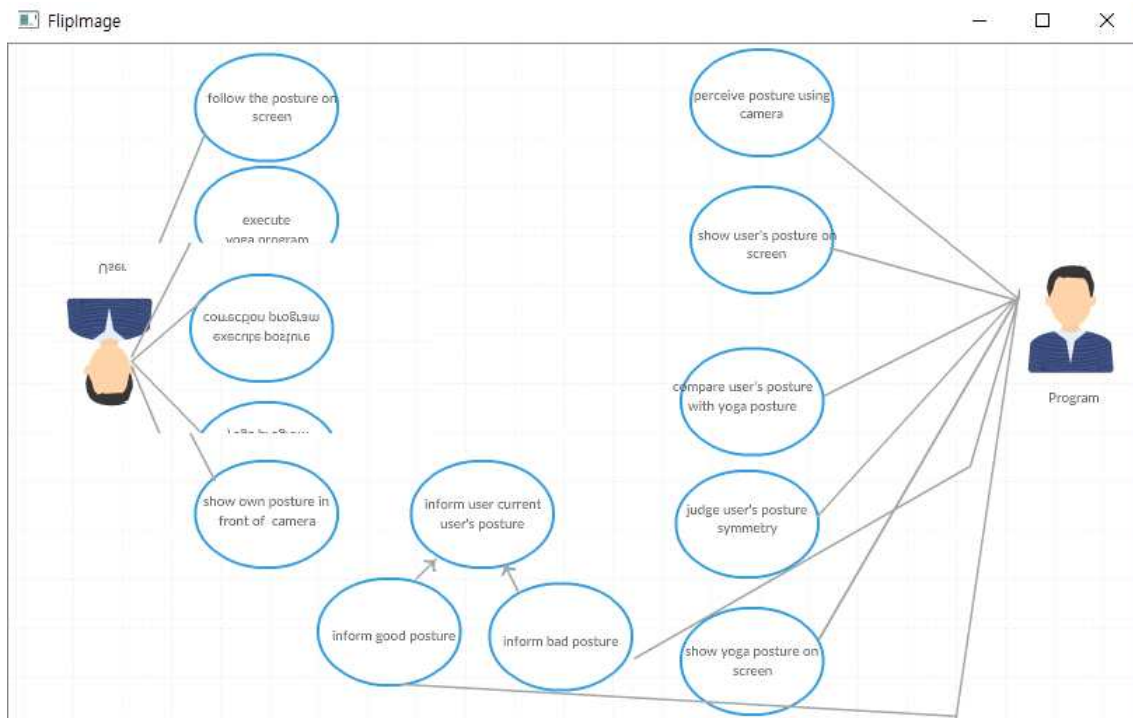 FlipImage
follow the posture on
screen
execute
yoga program
User
execute posture
correction program
show own posture in
front of camera
inform user current
user's posture
inform good posture
inform bad posture
perceive posture using
camera
show user's posture on
screen
compare user's posture
with yoga posture
judge user's posture
symmetry
show yoga posture on
screen
Program